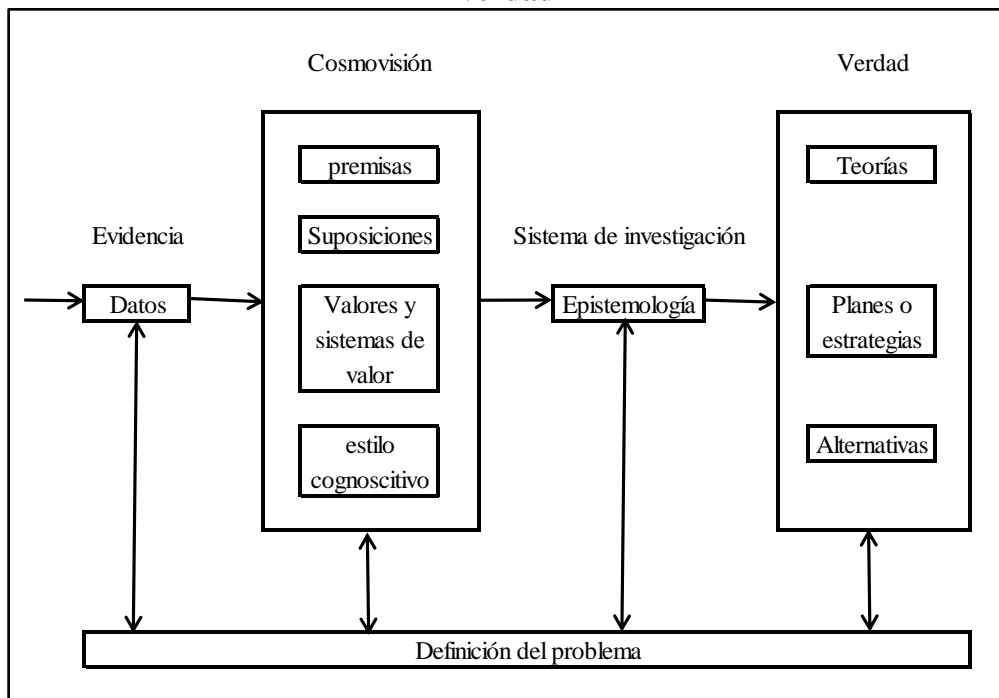 Cosmovisión
Verdad
premisas
Teorías
Suposiciones
Evidencia
Sistema de investigación
Datos
Valores y
sistemas de
valor
Epistemología
Planes o
estrategias
estilo
cognoscitivo
Alternativas
Definición del problema